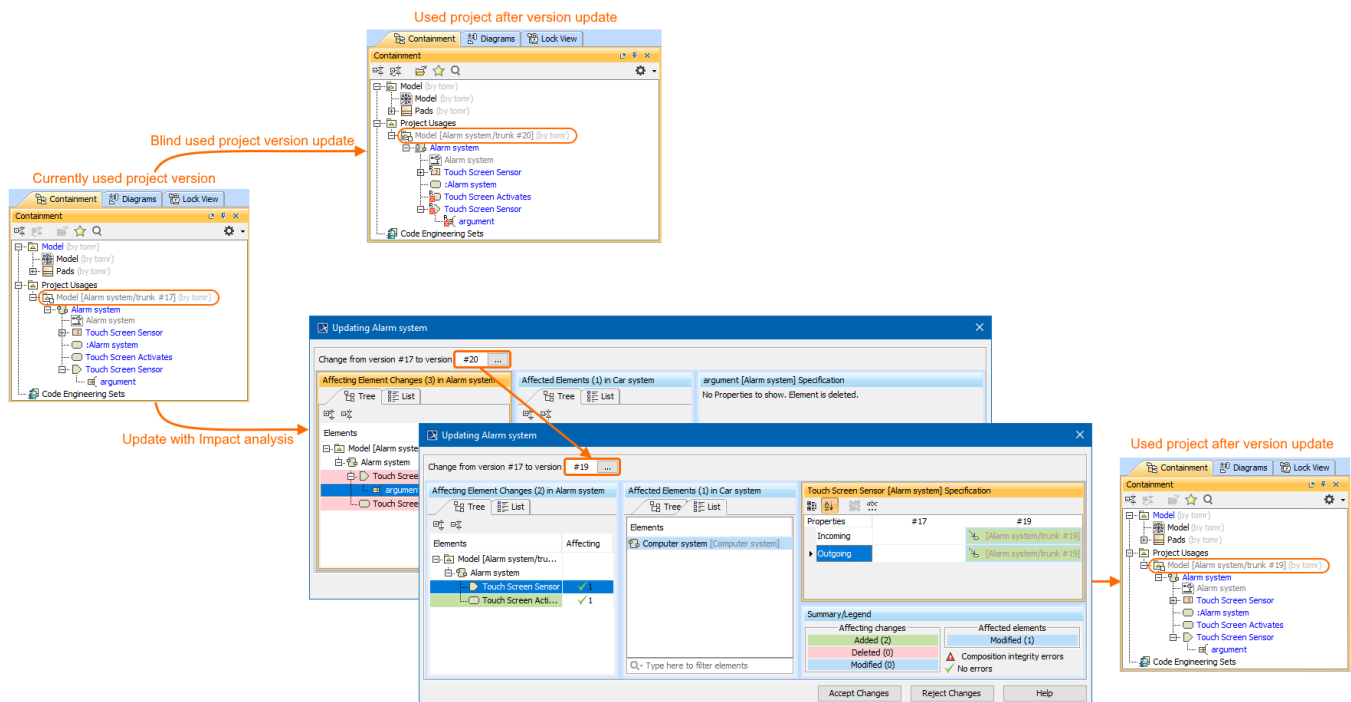 Used project after version update
Containment Diagrams Lock View
Containment
Model (by tomr)
Model (by tomr)
Pads (by tomr)
Project Usages
Model [Alarm system/trunk #20] (by tomr)
Alarm system
Alarm system
Touch Screen Sensor
:Alarm system
Touch Screen Activates
Touch Screen Sensor
argument
Code Engineering Sets
Blind used project version update
Currently used project version
Containment Diagrams Lock View
Containment
Model (by tomr)
Model (by tomr)
Pads (by tomr)
Project Usages
Model [Alarm system/trunk #17] (by tomr)
Alarm system
Alarm system
Touch Screen Sensor
:Alarm system
Touch Screen Activates
Touch Screen Sensor
argument
Code Engineering Sets
Update with Impact analysis
Updating Alarm system
Change from version #17 to version #20 ...
Affecting Element Changes (3) in Alarm system
Tree List
Elements
Model [Alarm syste
Alarm system
Touch Scree
argument
Touch Scree
Affected Elements (1) in Car system
Tree List
argument [Alarm system] Specification
No Properties to show. Element is deleted.
Updating Alarm system
Change from version #17 to version #19 ...
Affecting Element Changes (2) in Alarm system
Tree List
Elements Affecting
Model [Alarm system/tru...
Alarm system
Touch Screen Sensor 1
Touch Screen Acti... 1
Affected Elements (1) in Car system
Tree List
Elements
Computer system [Computer system]
Type here to filter elements
Touch Screen Sensor [Alarm system] Specification
Properties #17 #19
Incoming [Alarm system/trunk #19]
Outgoing [Alarm system/trunk #19]
Summary/Legend
Affecting changes
Added (2)
Deleted (0)
Modified (0)
Affected elements
Modified (1)
Composition integrity errors
No errors
Accept Changes Reject Changes Help
Used project after version update
Containment Diagrams Lock View
Containment
Model (by tomr)
Model (by tomr)
Pads (by tomr)
Project Usages
Model [Alarm system/trunk #19] (by tomr)
Alarm system
Alarm system
Touch Screen Sensor
:Alarm system
Touch Screen Activates
Touch Screen Sensor
argument
Code Engineering Sets